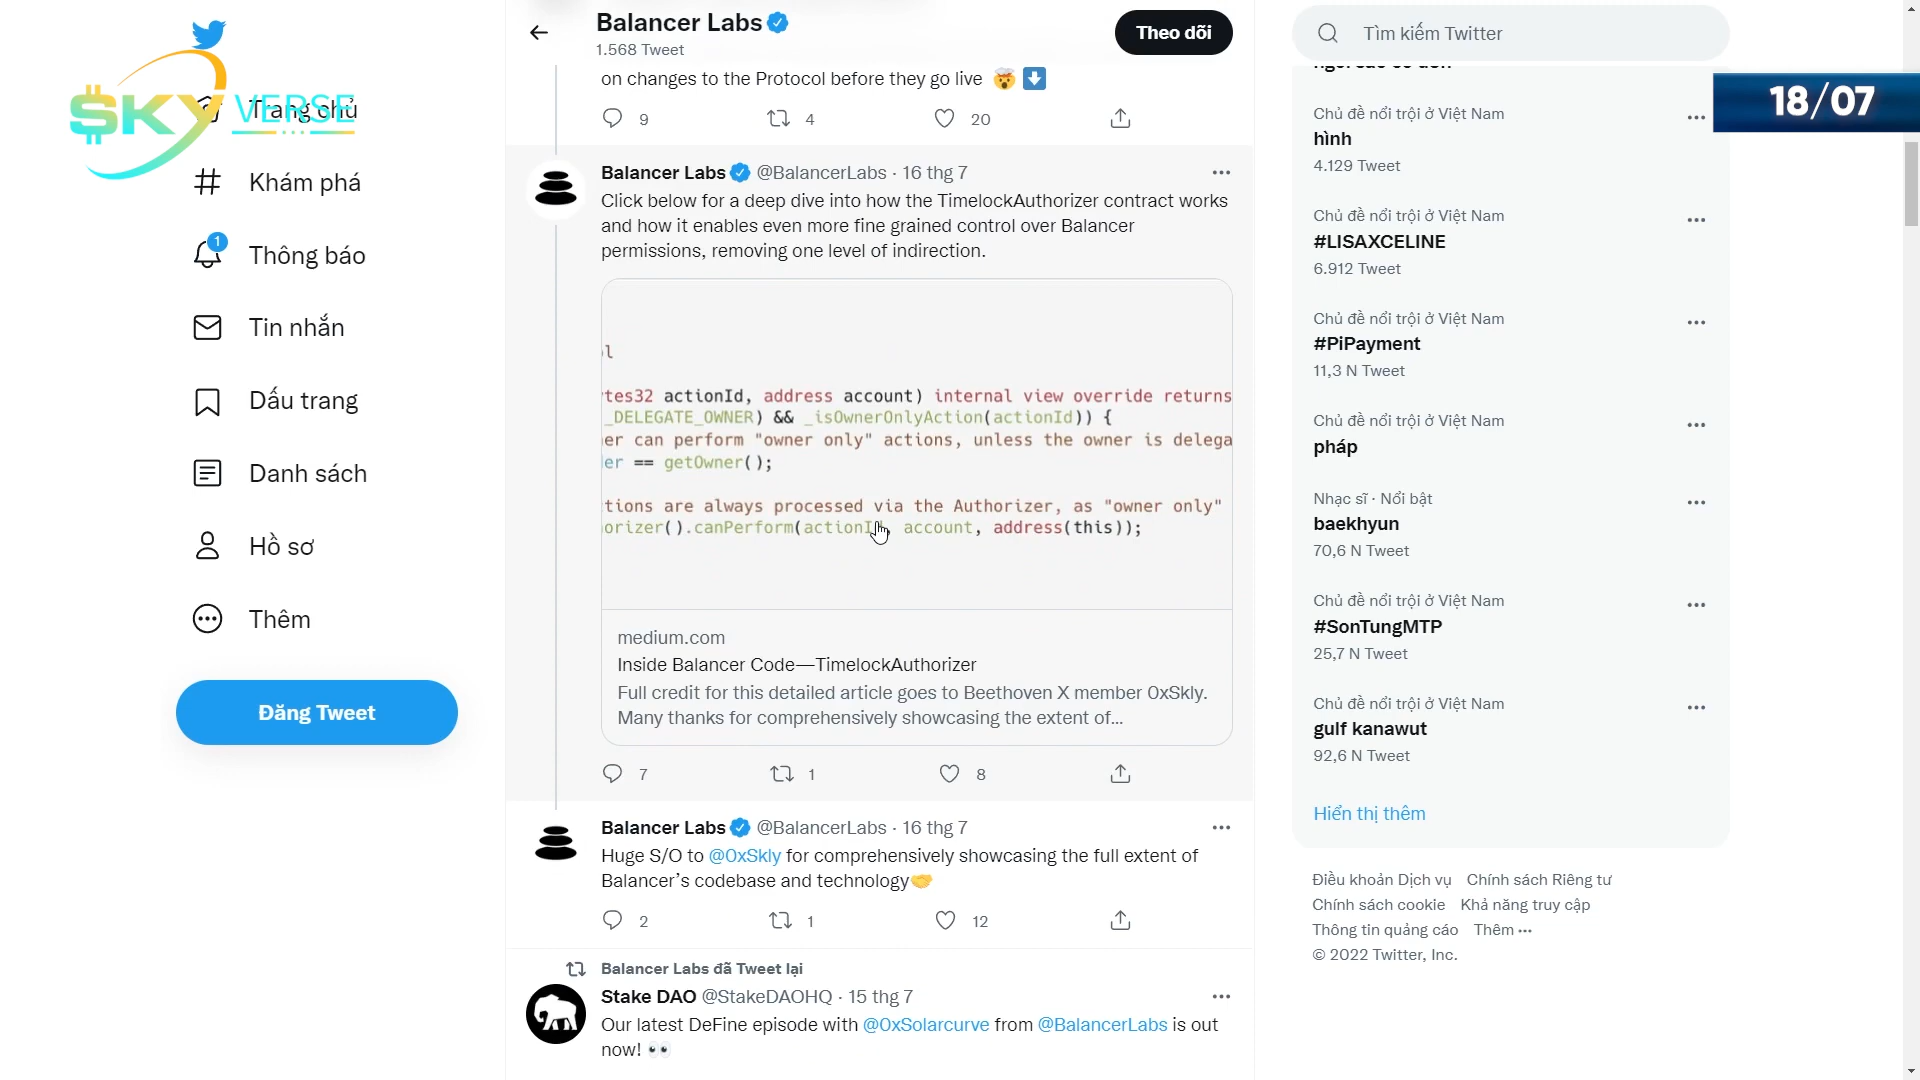 $KY VERSE
Trang chủ
Khám phá
1
Thông báo
Tin nhắn
Dấu trang
Danh sách
Hồ sơ
Thêm
Đăng Tweet
Balancer Labs
1.568 Tweet
Theo dõi
on changes to the Protocol before they go live 🤯⬇️
9 4 20
Balancer Labs @BalancerLabs · 16 thg 7
Click below for a deep dive into how the TimelockAuthorizer contract works
and how it enables even more fine grained control over Balancer
permissions, removing one level of indirection.
ol
tes32 actionId, address account) internal view override returns
_DELEGATE_OWNER) && _isOwnerOnlyAction(actionId)) {
er can perform "owner only" actions, unless the owner is delega
der == getOwner();
tions are always processed via the Authorizer, as "owner only"
orizer().canPerform(actionId, account, address(this));
medium.com
Inside Balancer Code—TimelockAuthorizer
Full credit for this detailed article goes to Beethoven X member 0xSkly.
Many thanks for comprehensively showcasing the extent of...
7 1 8
Balancer Labs @BalancerLabs · 16 thg 7
Huge S/O to @0xSkly for comprehensively showcasing the full extent of
Balancer’s codebase and technology🤝
2 1 12
Balancer Labs đã Tweet lại
Stake DAO @StakeDAOHQ · 15 thg 7
Our latest DeFine episode with @0xSolarcurve from @BalancerLabs is out
now! 👀
Tìm kiếm Twitter
18/07
Chủ đề nổi trội ở Việt Nam
hình
4.129 Tweet
Chủ đề nổi trội ở Việt Nam
#LISAXCELINE
6.912 Tweet
Chủ đề nổi trội ở Việt Nam
#PiPayment
11,3 N Tweet
Chủ đề nổi trội ở Việt Nam
pháp
Nhạc sĩ · Nổi bật
baekhyun
70,6 N Tweet
Chủ đề nổi trội ở Việt Nam
#SonTungMTP
25,7 N Tweet
Chủ đề nổi trội ở Việt Nam
gulf kanawut
92,6 N Tweet
Hiển thị thêm
Điều khoản Dịch vụ Chính sách Riêng tư
Chính sách cookie Khả năng truy cập
Thông tin quảng cáo Thêm ···
© 2022 Twitter, Inc.